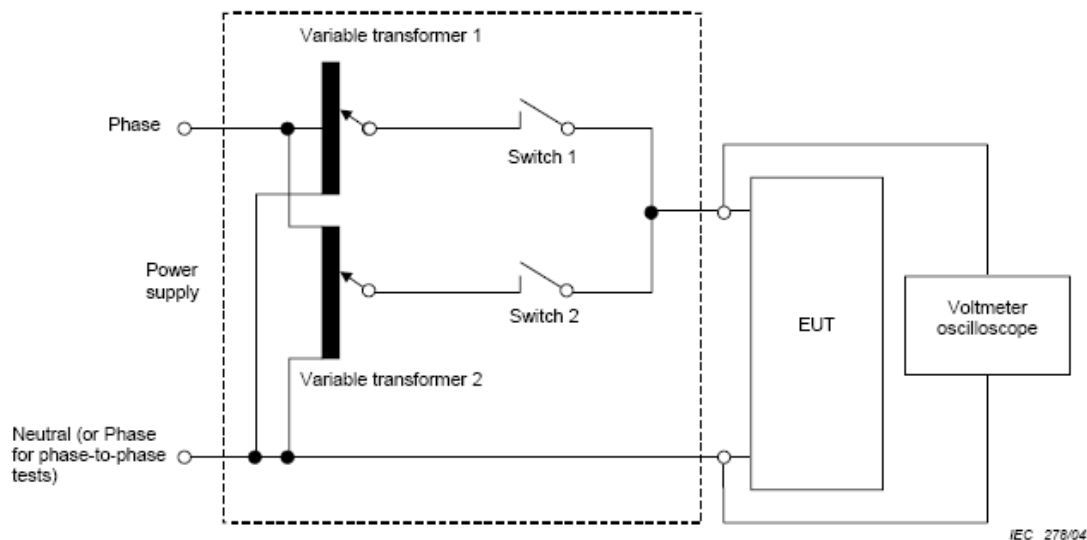 Variable transformer 1
Phase
Switch 1
Power
supply
Switch 2
EUT
Voltmeter
oscilloscope
Variable transformer 2
Neutral (or Phase
for phase-to-phase
tests)
IEC 278/04